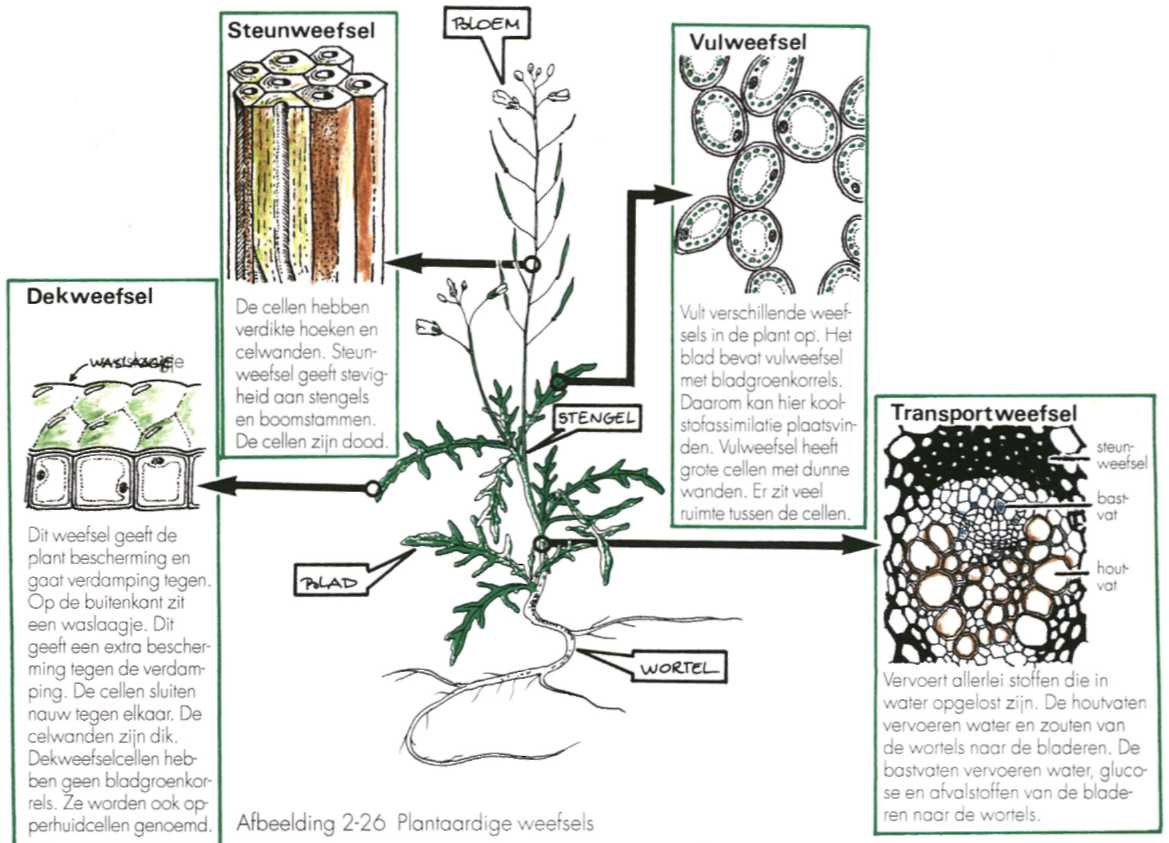 BLOEM
Steunweefsel
De cellen hebben
verdikte hoeken en
celwanden. Steun-
weefsel geeft stevig-
heid aan stengels
en boomstammen.
De cellen zijn dood.
Vulweefsel
Vult verschillende weef-
sels in de plant op. Het
blad bevat vulweefsel
met bladgroenkorrels.
Daarom kan hier kool-
stofassimilatie plaatsvin-
den. Vulweefsel heeft
grote cellen met dunne
wanden. Er zit veel
ruimte tussen de cellen.
Dekweefsel
WASLAAGJE
Dit weefsel geeft de
plant bescherming en
gaat verdamping tegen.
Op de buitenkant zit
een waslaagje. Dit
geeft een extra bescher-
ming tegen de verdam-
ping. De cellen sluiten
nauw tegen elkaar. De
celwanden zijn dik.
Dekweefselcellen heb-
ben geen bladgroenkor-
rels. Ze worden ook op-
perhuidcellen genoemd.
STENGEL
BLAD
WORTEL
Transportweefsel
steun-
weefsel
bast-
vat
hout-
vat
Vervoert allerlei stoffen die in
water opgelost zijn. De houtvaten
vervoeren water en zouten van
de wortels naar de bladeren. De
bastvaten vervoeren water, gluco-
se en afvalstoffen van de blade-
ren naar de wortels.
Afbeelding 2-26 Plantaardige weefsels